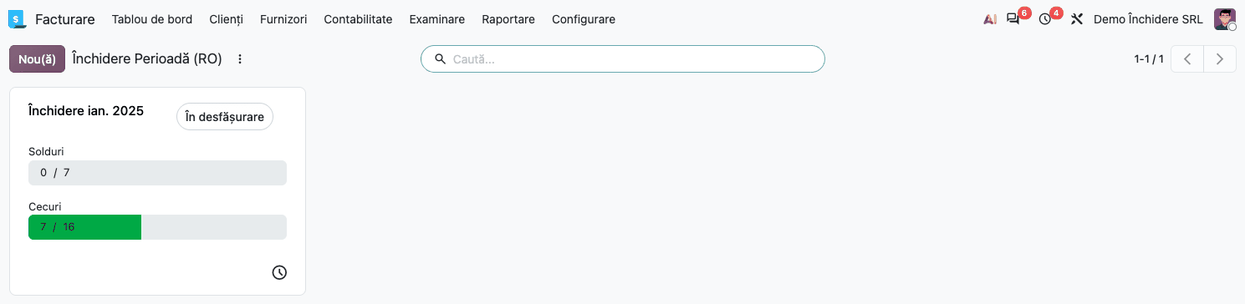 Facturare Tablou de bord Clienți Furnizori Contabilitate Examinare Raportare Configurare AI 6 4 Demo Închidere SRL
Nou(ă) Închidere Perioadă (RO) Caută... 1-1 / 1
Închidere ian. 2025 În desfășurare
Solduri
0 / 7
Cecuri
7 / 16